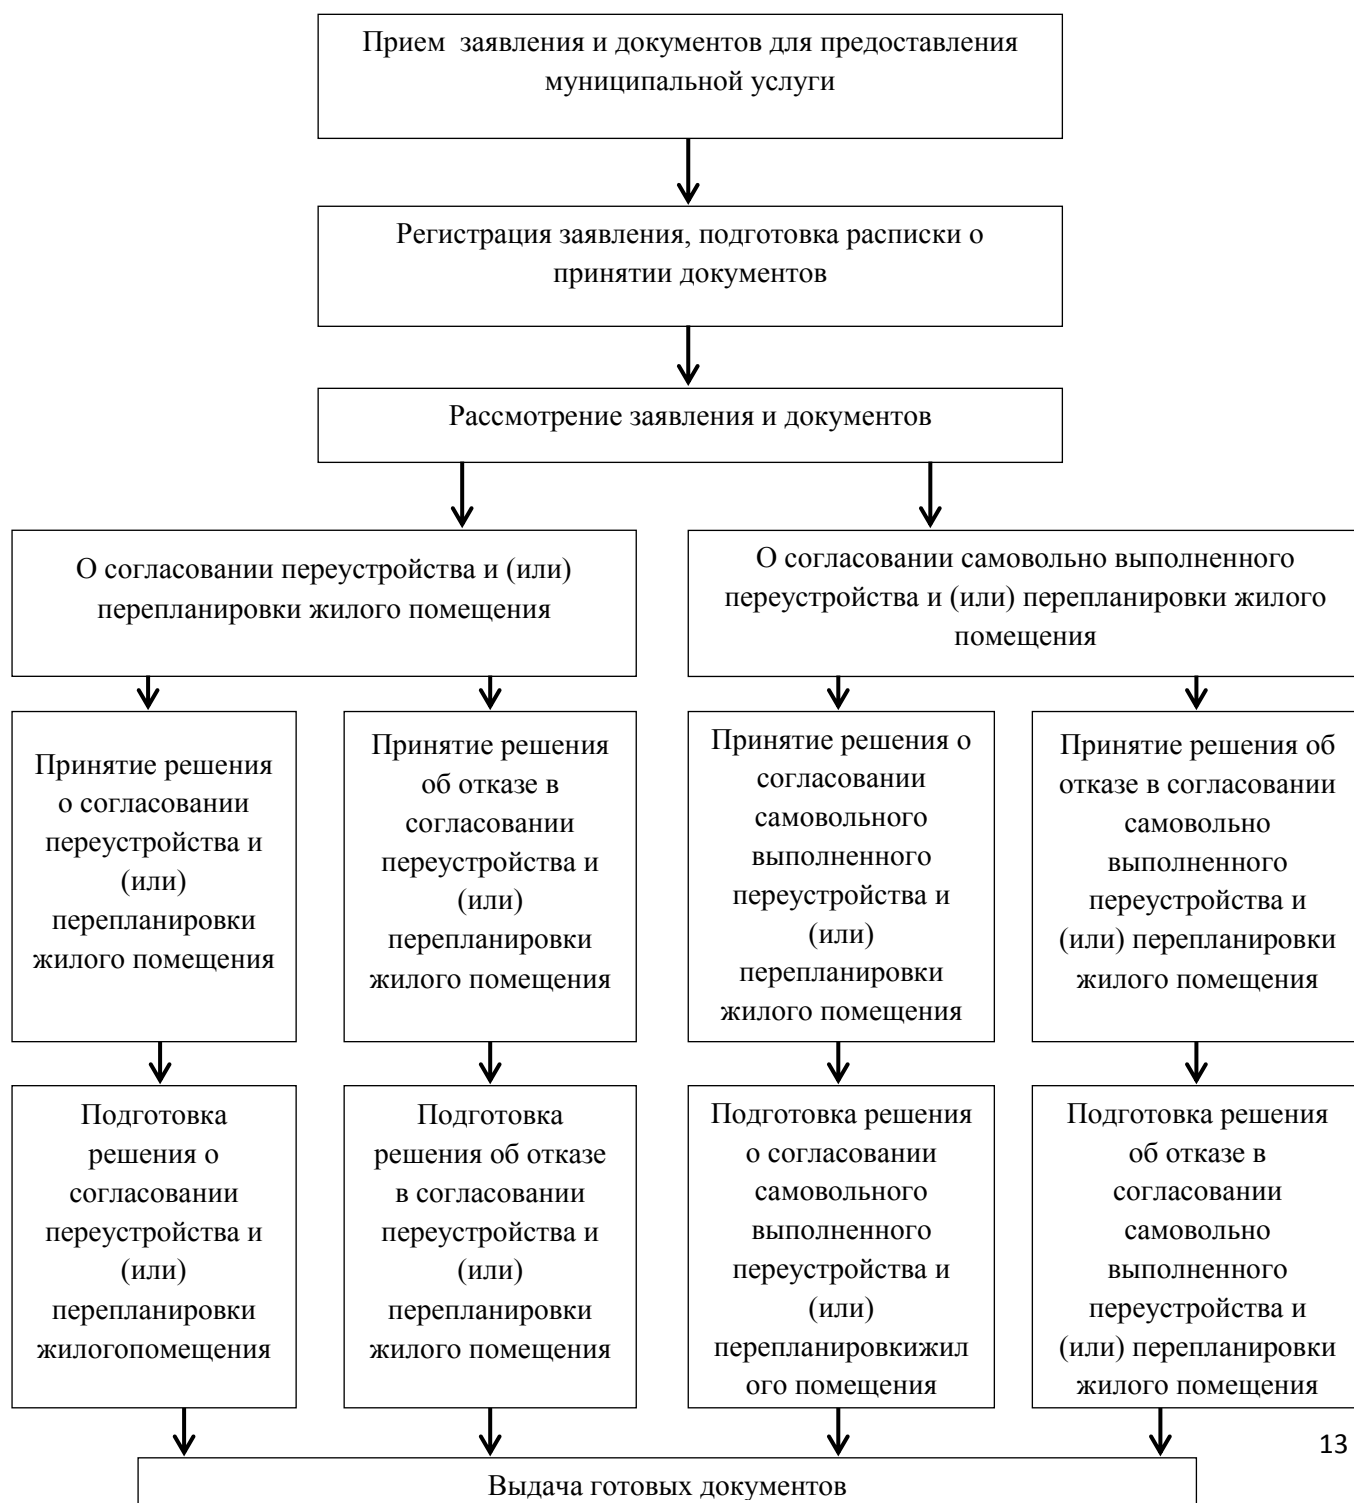 Прием  заявления и документов для предоставления
муниципальной услуги
Регистрация заявления, подготовка расписки о
принятии документов
Рассмотрение заявления и документов
О согласовании переустройства и (или)
перепланировки жилого помещения
О согласовании самовольно выполненного
переустройства и (или) перепланировки жилого
помещения
Принятие решения
о согласовании
переустройства и
(или)
перепланировки
жилого помещения
Принятие решения
об отказе в
согласовании
переустройства и
(или)
перепланировки
жилого помещения
Принятие решения о
согласовании
самовольного
выполненного
переустройства и
(или)
перепланировки
жилого помещения
Принятие решения об
отказе в согласовании
самовольно
выполненного
переустройства и
(или) перепланировки
жилого помещения
Подготовка
решения о
согласовании
переустройства и
(или)
перепланировки
жилогопомещения
Подготовка
решения об отказе
в согласовании
переустройства и
(или)
перепланировки
жилого помещения
Подготовка решения
о согласовании
самовольного
выполненного
переустройства и
(или)
перепланировкижил
ого помещения
Подготовка решения
об отказе в
согласовании
самовольно
выполненного
переустройства и
(или) перепланировки
жилого помещения
13
Выдача готовых документов